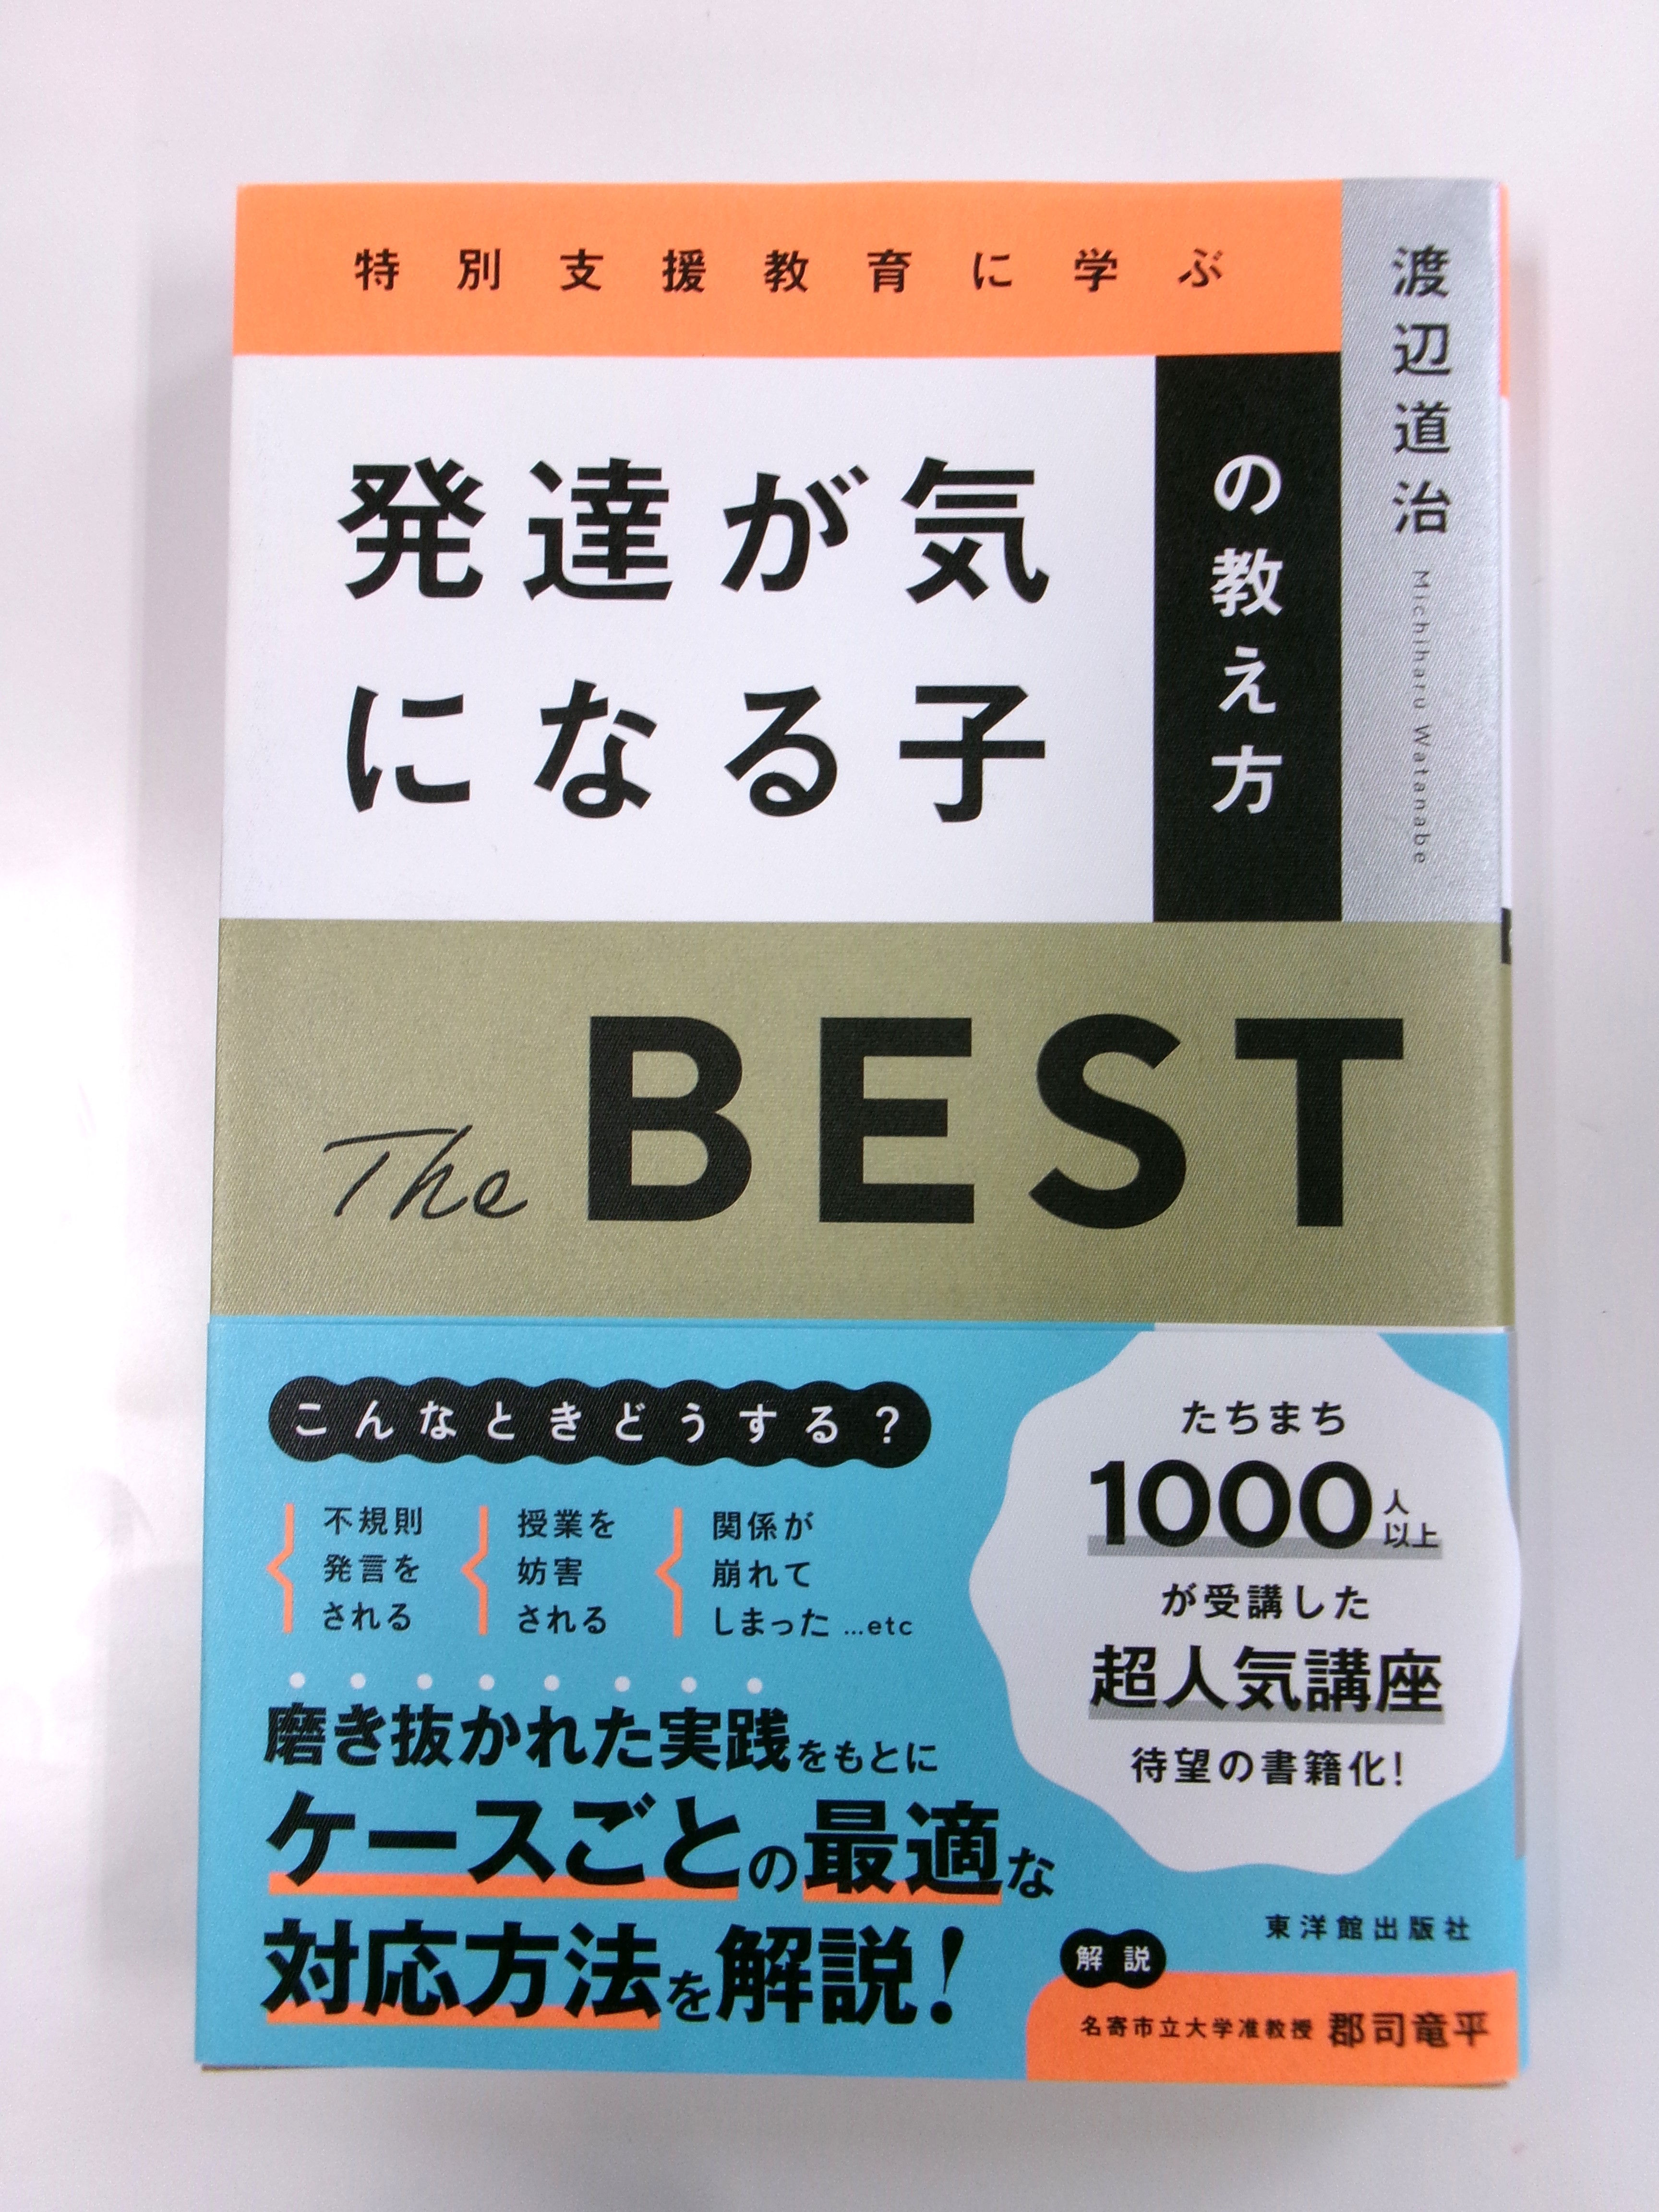 特別支援教育に学ぶ
発達が気
になる子
の教え方
渡辺道治
Michiharu Watanabe
The BEST
こんなときどうする？
不規則
発言を
される
授業を
妨害
される
関係が
崩れて
しまった …etc
磨き抜かれた実践をもとに
ケースごとの最適な
対応方法を解説！
たちまち
1000人以上
が受講した
超人気講座
待望の書籍化！
東洋館出版社
解説
名寄市立大学准教授 郡司竜平